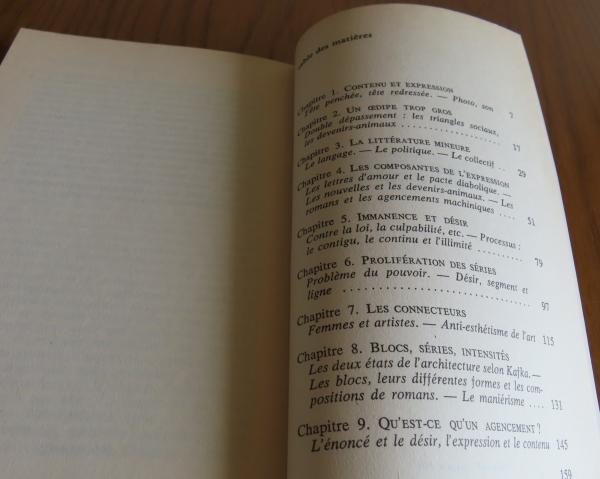 table des matières
Chapitre 1. CONTENU ET EXPRESSION
Tête penchée, tête redressée. — Photo, son 7
Chapitre 2. UN ŒDIPE TROP GROS
Double dépassement : les triangles sociaux,
les devenirs-animaux .................... 17
Chapitre 3. LA LITTÉRATURE MINEURE
Le langage. — Le politique. — Le collectif .. 29
Chapitre 4. LES COMPOSANTES DE L'EXPRESSION
Les lettres d'amour et le pacte diabolique. —
Les nouvelles et les devenirs-animaux. — Les
romans et les agencements machiniques .... 51
Chapitre 5. IMMANENCE ET DÉSIR
Contre la loi, la culpabilité, etc. — Processus :
le contigu, le continu et l'illimité .......... 79
Chapitre 6. PROLIFÉRATION DES SÉRIES
Problème du pouvoir. — Désir, segment et
ligne .............................. 97
Chapitre 7. LES CONNECTEURS
Femmes et artistes. — Anti-esthétisme de l'art 115
Chapitre 8. BLOCS, SÉRIES, INTENSITÉS
Les deux états de l'architecture selon Kafka. —
Les blocs, leurs différentes formes et les com-
positions de romans. — Le maniérisme .... 131
Chapitre 9. QU'EST-CE QU'UN AGENCEMENT ?
L'énoncé et le désir, l'expression et le contenu 145
159